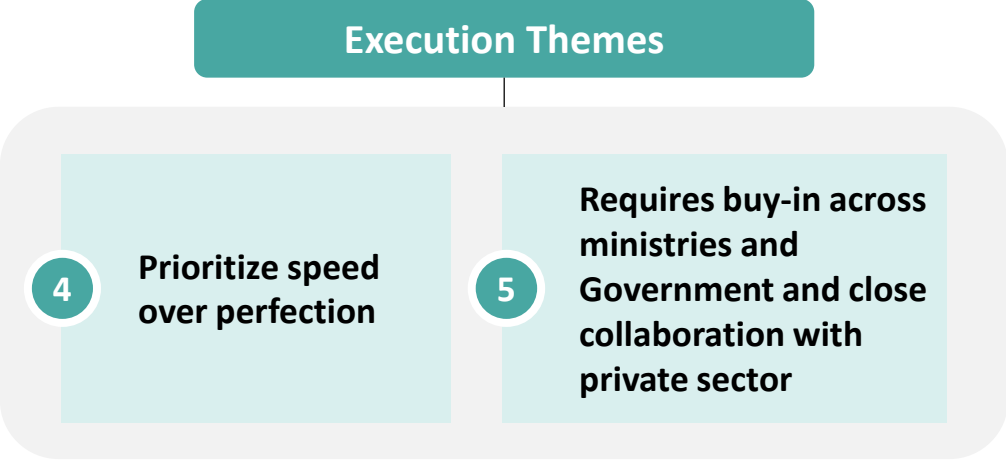 Execution Themes
4
Prioritize speed
over perfection
5
Requires buy-in across
ministries and
Government and close
collaboration with
private sector